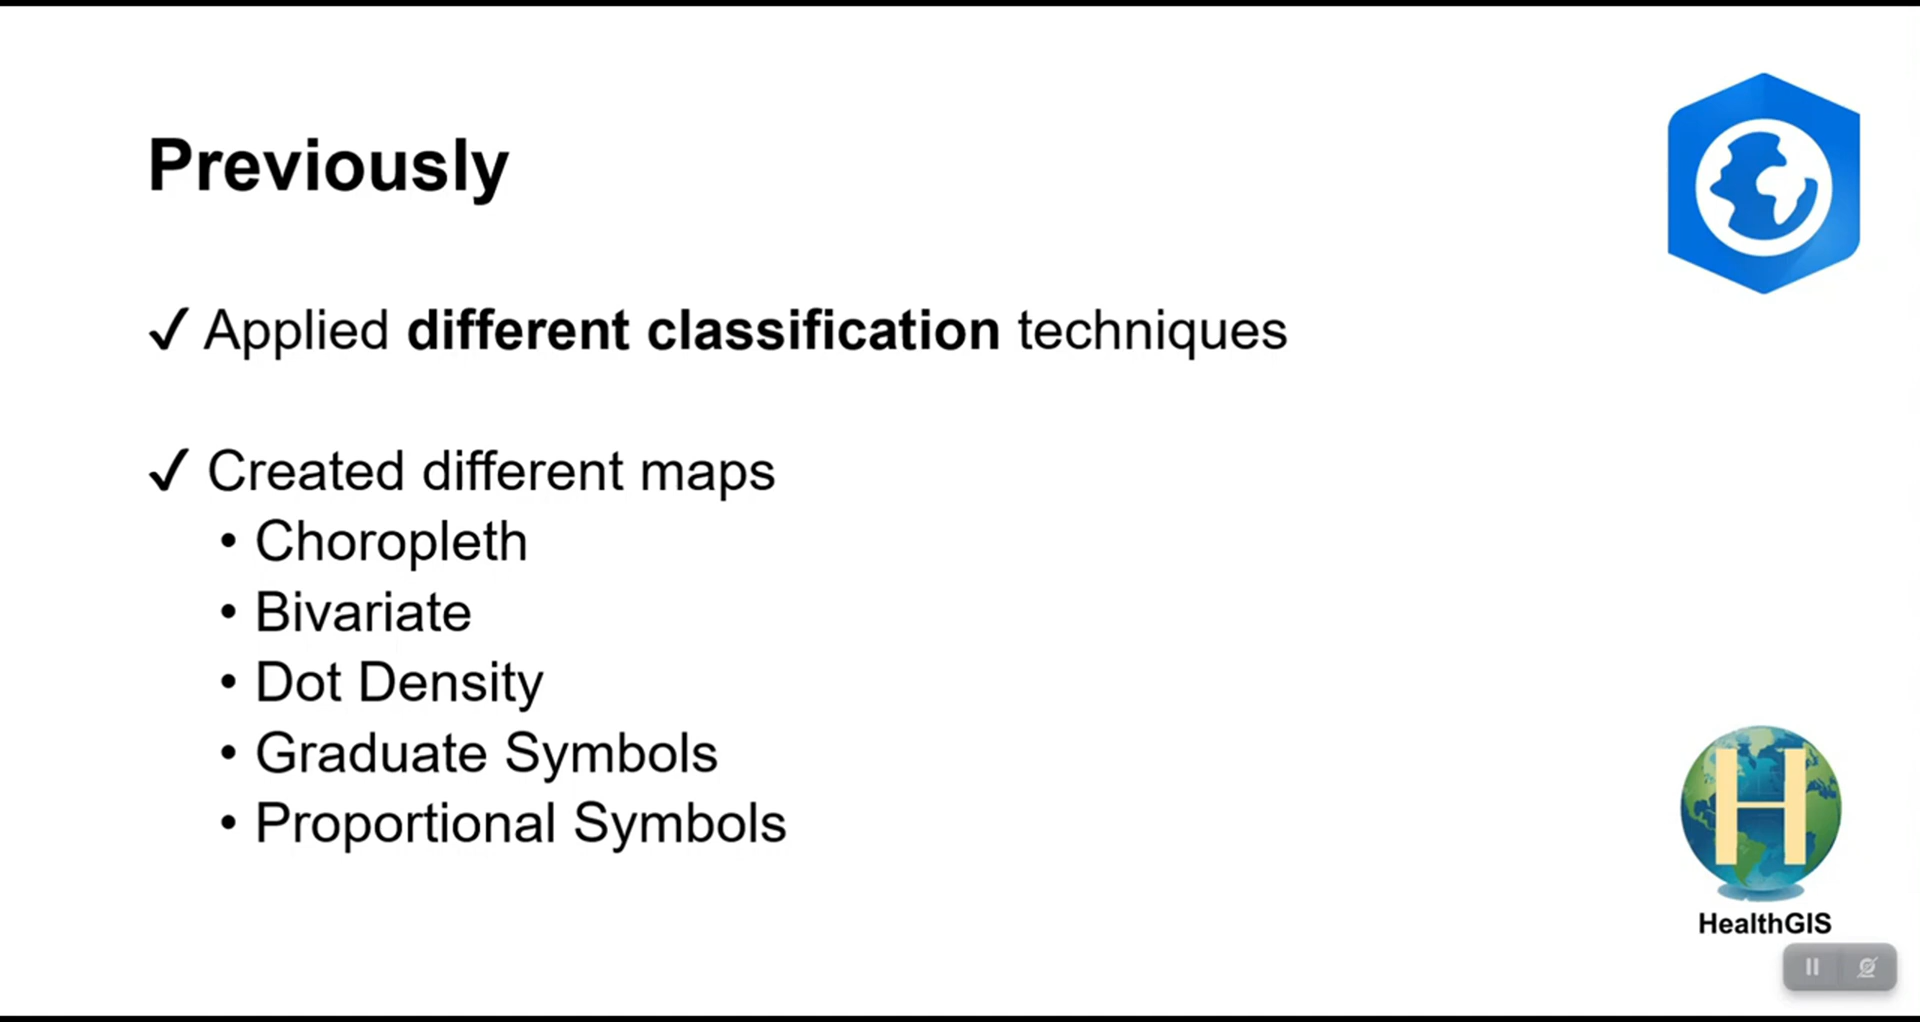 Previously
✓ Applied different classification techniques
✓ Created different maps
• Choropleth
• Bivariate
• Dot Density
• Graduate Symbols
• Proportional Symbols
H
HealthGIS